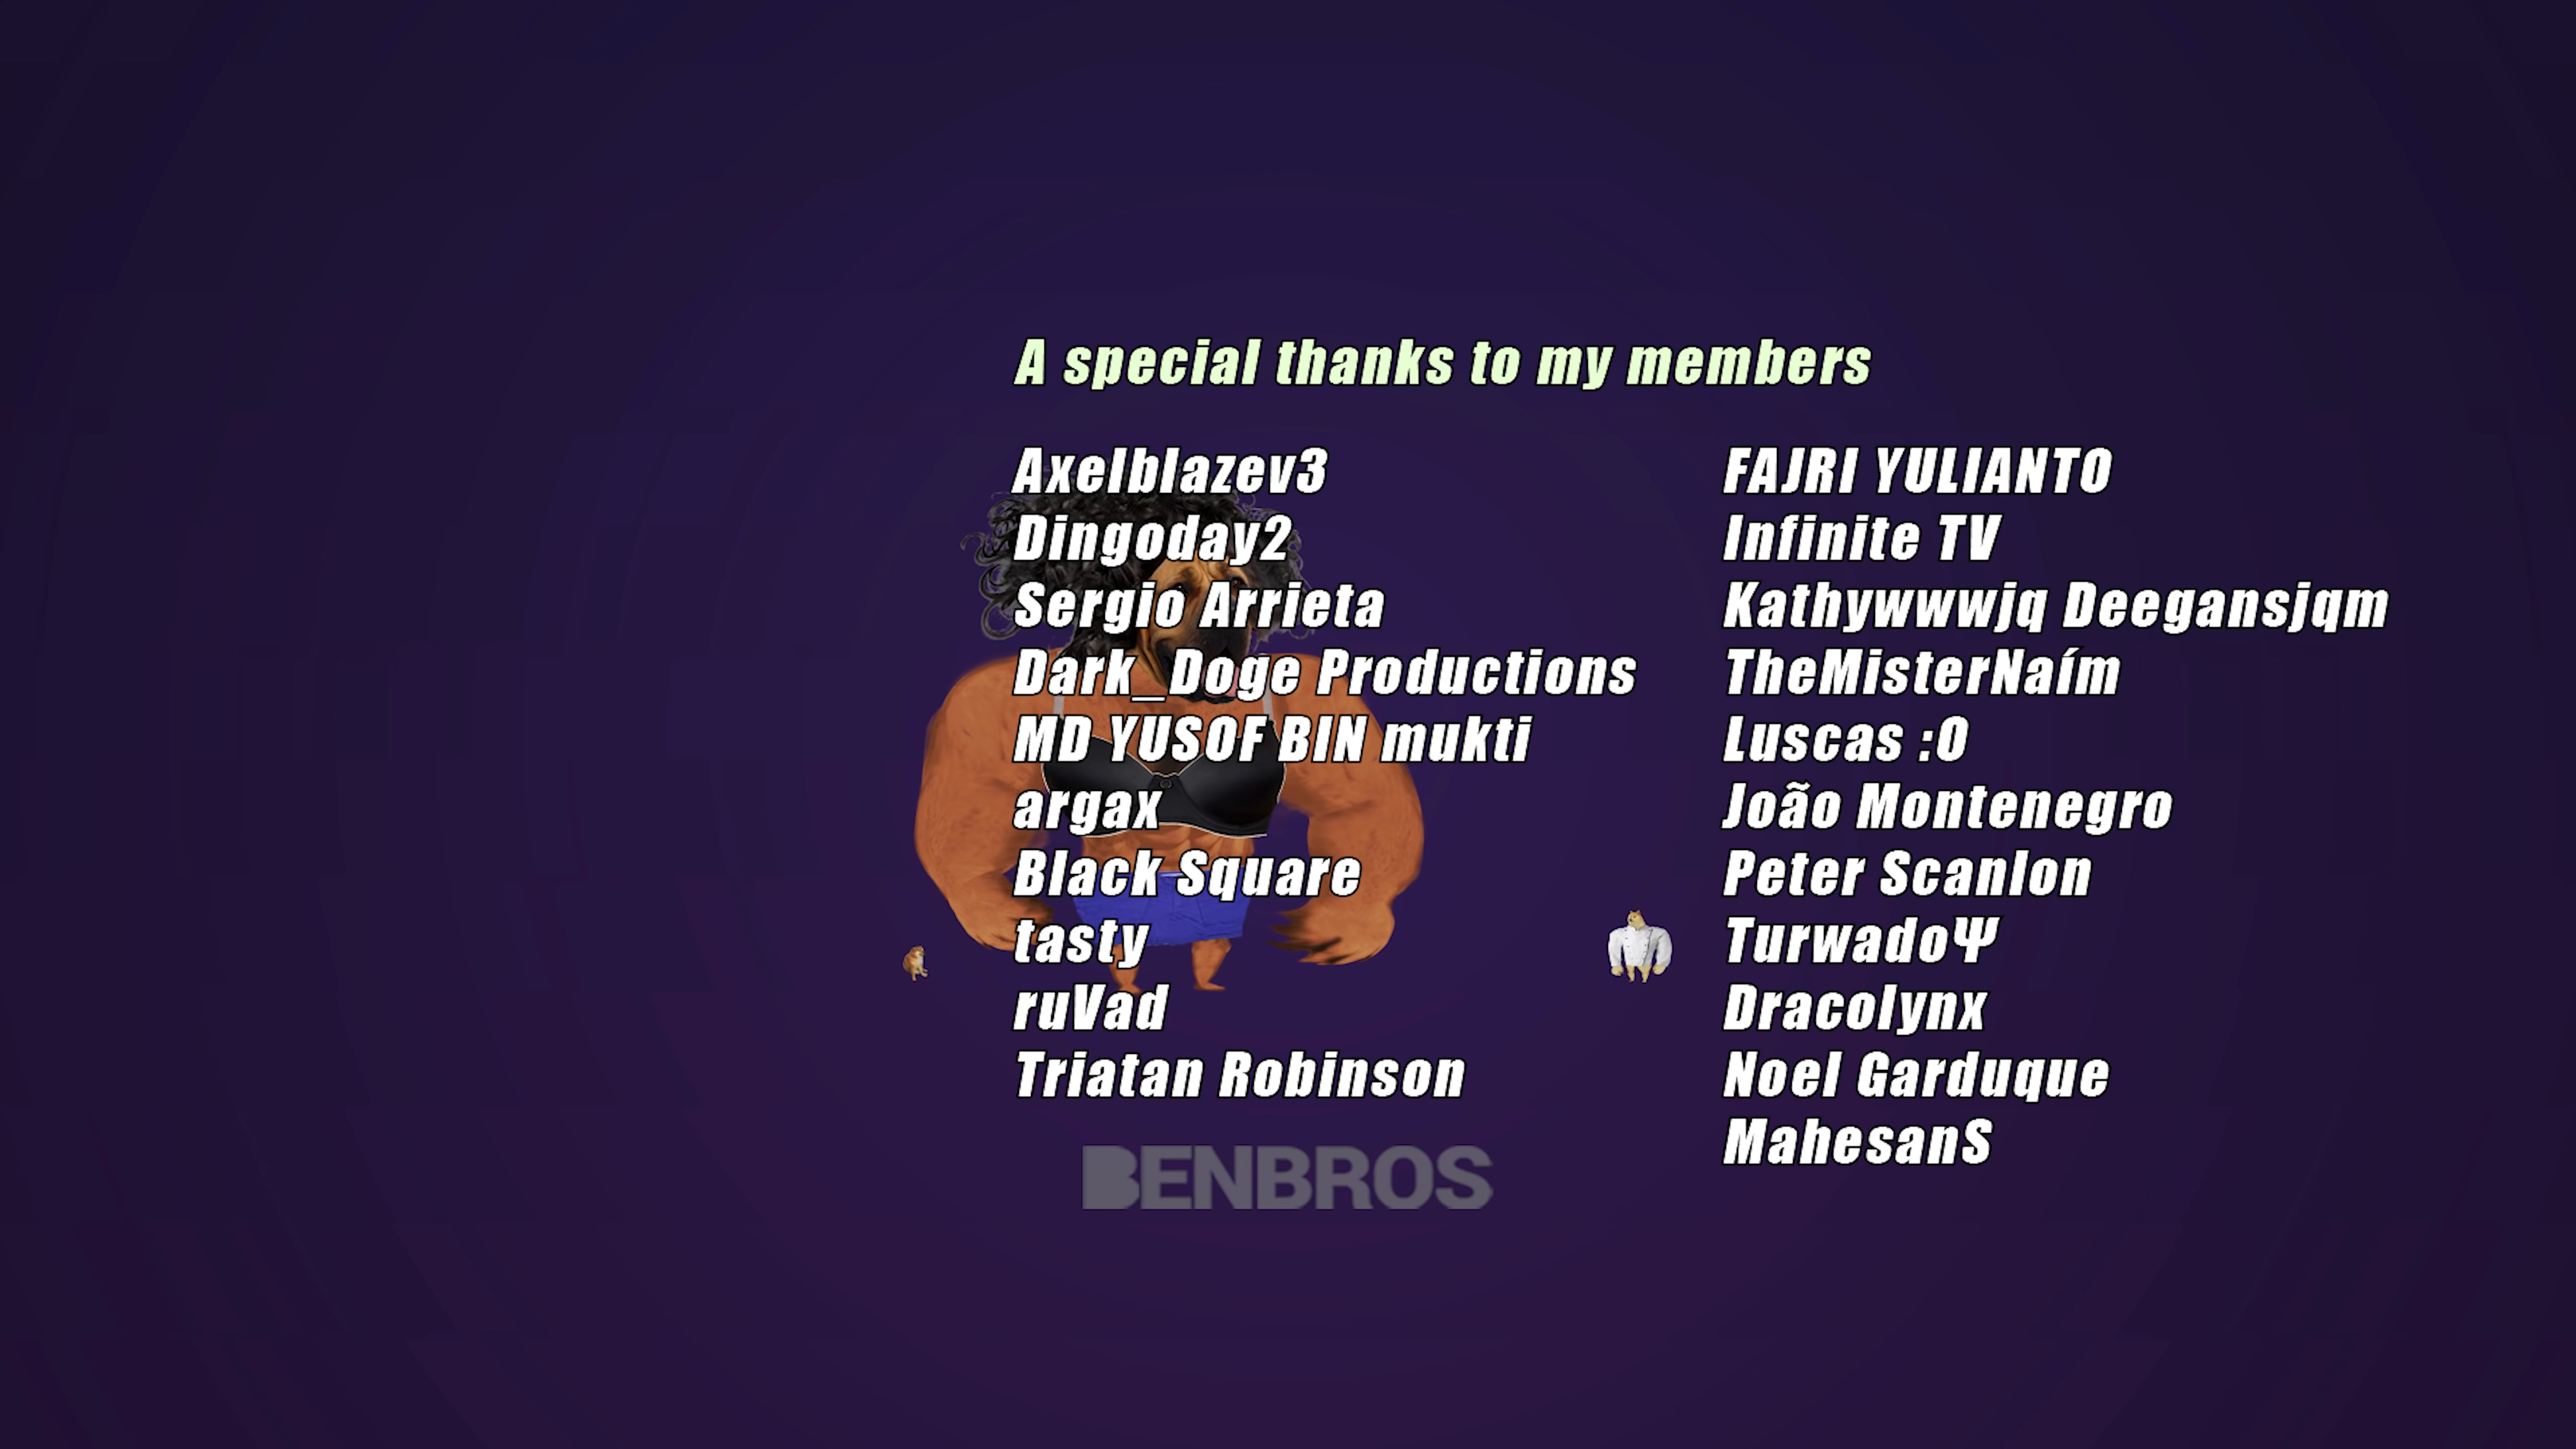 A special thanks to my members
Axelblazev3
Dingoday2
Sergio Arrieta
Dark_Doge Productions
MD YUSOF BIN mukti
argax
Black Square
tasty
ruVad
Triatan Robinson
FAJRI YULIANTO
Infinite TV
Kathywwwjq Deegansjqm
TheMisterNaím
Luscas :O
João Montenegro
Peter Scanlon
TurwadoΨ
Dracolynx
Noel Garduque
MahesanS
BENBROS